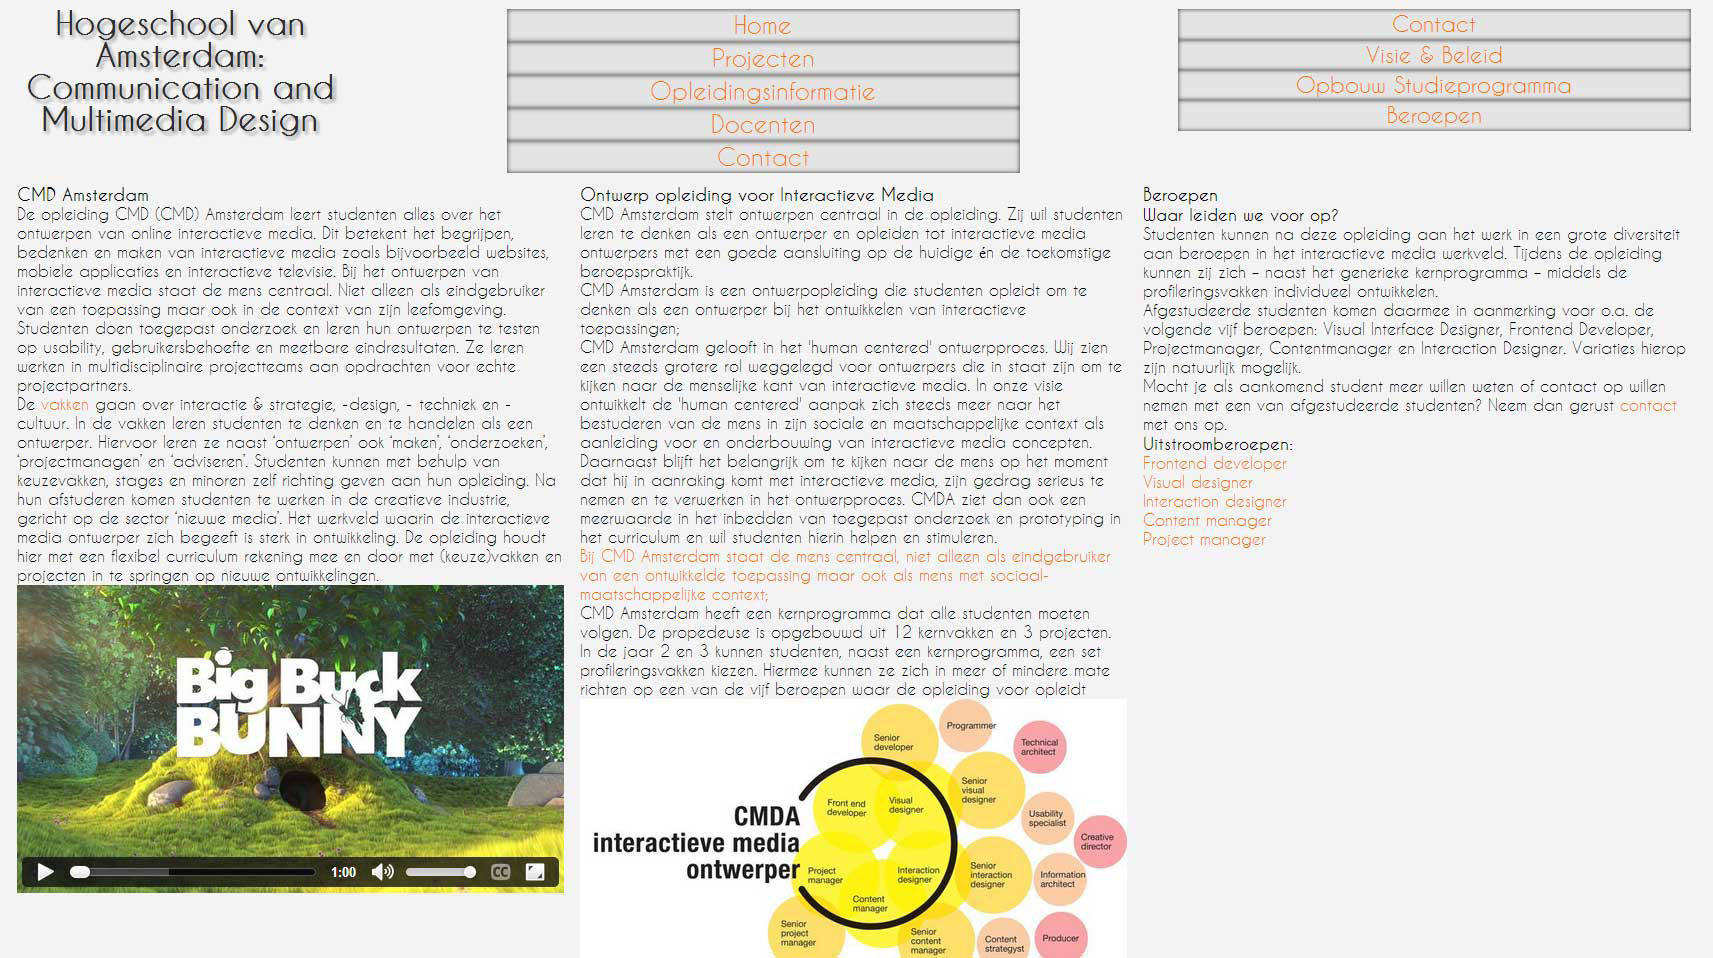 Hogeschool van
Amsterdam:
Communication and
Multimedia Design
Home
Projecten
Opleidingsinformatie
Docenten
Contact
Contact
Visie & Beleid
Opbouw Studieprogramma
Beroepen
CMD Amsterdam
De opleiding CMD (CMD) Amsterdam leert studenten alles over het
ontwerpen van online interactieve media. Dit betekent het begrijpen,
bedenken en maken van interactieve media zoals bijvoorbeeld websites,
mobiele applicaties en interactieve televisie. Bij het ontwerpen van
interactieve media staat de mens centraal. Niet alleen als eindgebruiker
van een toepassing maar ook in de context van zijn leefomgeving.
Studenten doen toegepast onderzoek en leren hun ontwerpen te testen
op usability, gebruikersbehoefte en meetbare eindresultaten. Ze leren
werken in multidisciplinaire projectteams aan opdrachten voor echte
projectpartners.
De vakken gaan over interactie & strategie, -design, - techniek en -
cultuur. In de vakken leren studenten te denken en te handelen als een
ontwerper. Hiervoor leren ze naast ‘ontwerpen’ ook ‘maken’, ‘onderzoeken’,
‘projectmanagen’ en ‘adviseren’. Studenten kunnen met behulp van
keuzevakken, stages en minoren zelf richting geven aan hun opleiding. Na
hun afstuderen komen studenten te werken in de creatieve industrie,
gericht op de sector ‘nieuwe media’. Het werkveld waarin de interactieve
media ontwerper zich begeeft is sterk in ontwikkeling. De opleiding houdt
hier met een flexibel curriculum rekening mee en door met (keuze)vakken en
projecten in te springen op nieuwe ontwikkelingen.
Big Buck
BUNNY
1:00
CC
Ontwerp opleiding voor Interactieve Media
CMD Amsterdam stelt ontwerpen centraal in de opleiding. Zij wil studenten
leren te denken als een ontwerper en opleiden tot interactieve media
ontwerpers met een goede aansluiting op de huidige én de toekomstige
beroepspraktijk.
CMD Amsterdam is een ontwerpopleiding die studenten opleidt om te
denken als een ontwerper bij het ontwikkelen van interactieve
toepassingen;
CMD Amsterdam gelooft in het 'human centered' ontwerpproces. Wij zien
een steeds grotere rol weggelegd voor ontwerpers die in staat zijn om te
kijken naar de menselijke kant van interactieve media. In onze visie
ontwikkelt de 'human centered' aanpak zich steeds meer naar het
bestuderen van de mens in zijn sociale en maatschappelijke context als
aanleiding voor en onderbouwing van interactieve media concepten.
Daarnaast blijft het belangrijk om te kijken naar de mens op het moment
dat hij in aanraking komt met interactieve media, zijn gedrag serieus te
nemen en te verwerken in het ontwerpproces. CMDA ziet dan ook een
meerwaarde in het inbedden van toegepast onderzoek en prototyping in
het curriculum en wil studenten hierin helpen en stimuleren.
Bij CMD Amsterdam staat de mens centraal, niet alleen als eindgebruiker
van een ontwikkelde toepassing maar ook als mens met sociaal-
maatschappelijke context;
CMD Amsterdam heeft een kernprogramma dat alle studenten moeten
volgen. De propedeuse is opgebouwd uit 12 kernvakken en 3 projecten.
In de jaar 2 en 3 kunnen studenten, naast een kernprogramma, een set
profileringsvakken kiezen. Hiermee kunnen ze zich in meer of mindere mate
richten op een van de vijf beroepen waar de opleiding voor opleidt
CMDA
interactieve media
ontwerper
Senior
developer
Programmer
Technical
architect
Front end
developer
Visual
designer
Senior
visual
designer
Usability
specialist
Creative
director
Project
manager
Interaction
designer
Senior
interaction
designer
Information
architect
Content
manager
Senior
project
manager
Senior
content
manager
Content
strategyst
Producer
Beroepen
Waar leiden we voor op?
Studenten kunnen na deze opleiding aan het werk in een grote diversiteit
aan beroepen in het interactieve media werkveld. Tijdens de opleiding
kunnen zij zich – naast het generieke kernprogramma – middels de
profileringsvakken individueel ontwikkelen.
Afgestudeerde studenten komen daarmee in aanmerking voor o.a. de
volgende vijf beroepen: Visual Interface Designer, Frontend Developer,
Projectmanager, Contentmanager en Interaction Designer. Variaties hierop
zijn natuurlijk mogelijk.
Mocht je als aankomend student meer willen weten of contact op willen
nemen met een van afgestudeerde studenten? Neem dan gerust contact
met ons op.
Uitstroomberoepen:
Frontend developer
Visual designer
Interaction designer
Content manager
Project manager